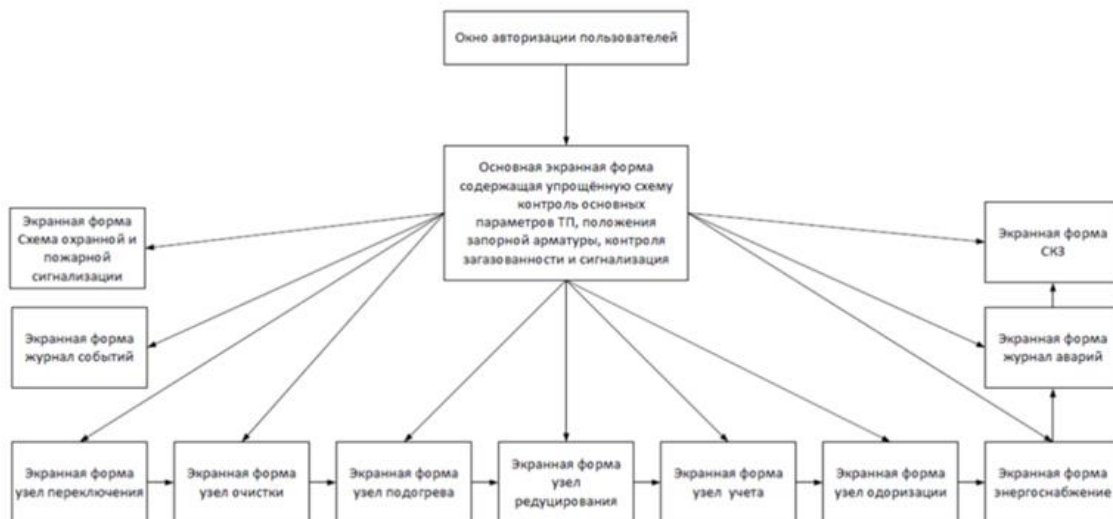 Окно авторизации пользователей
Основная экранная форма
содержащая упрощённую схему
контроль основных
параметров ТП, положения
запорной арматуры, контроля
загазованности и сигнализация
Экранная форма
Схема охранной и
пожарной
сигнализации
Экранная форма
СКЗ
Экранная форма
журнал событий
Экранная форма
журнал аварий
Экранная форма
узел переключения
Экранная форма
узел очистки
Экранная форма
узел подогрева
Экранная форма
узел
редуцирования
Экранная форма
узел учета
Экранная форма
узел одоризации
Экранная форма
энергоснабжение